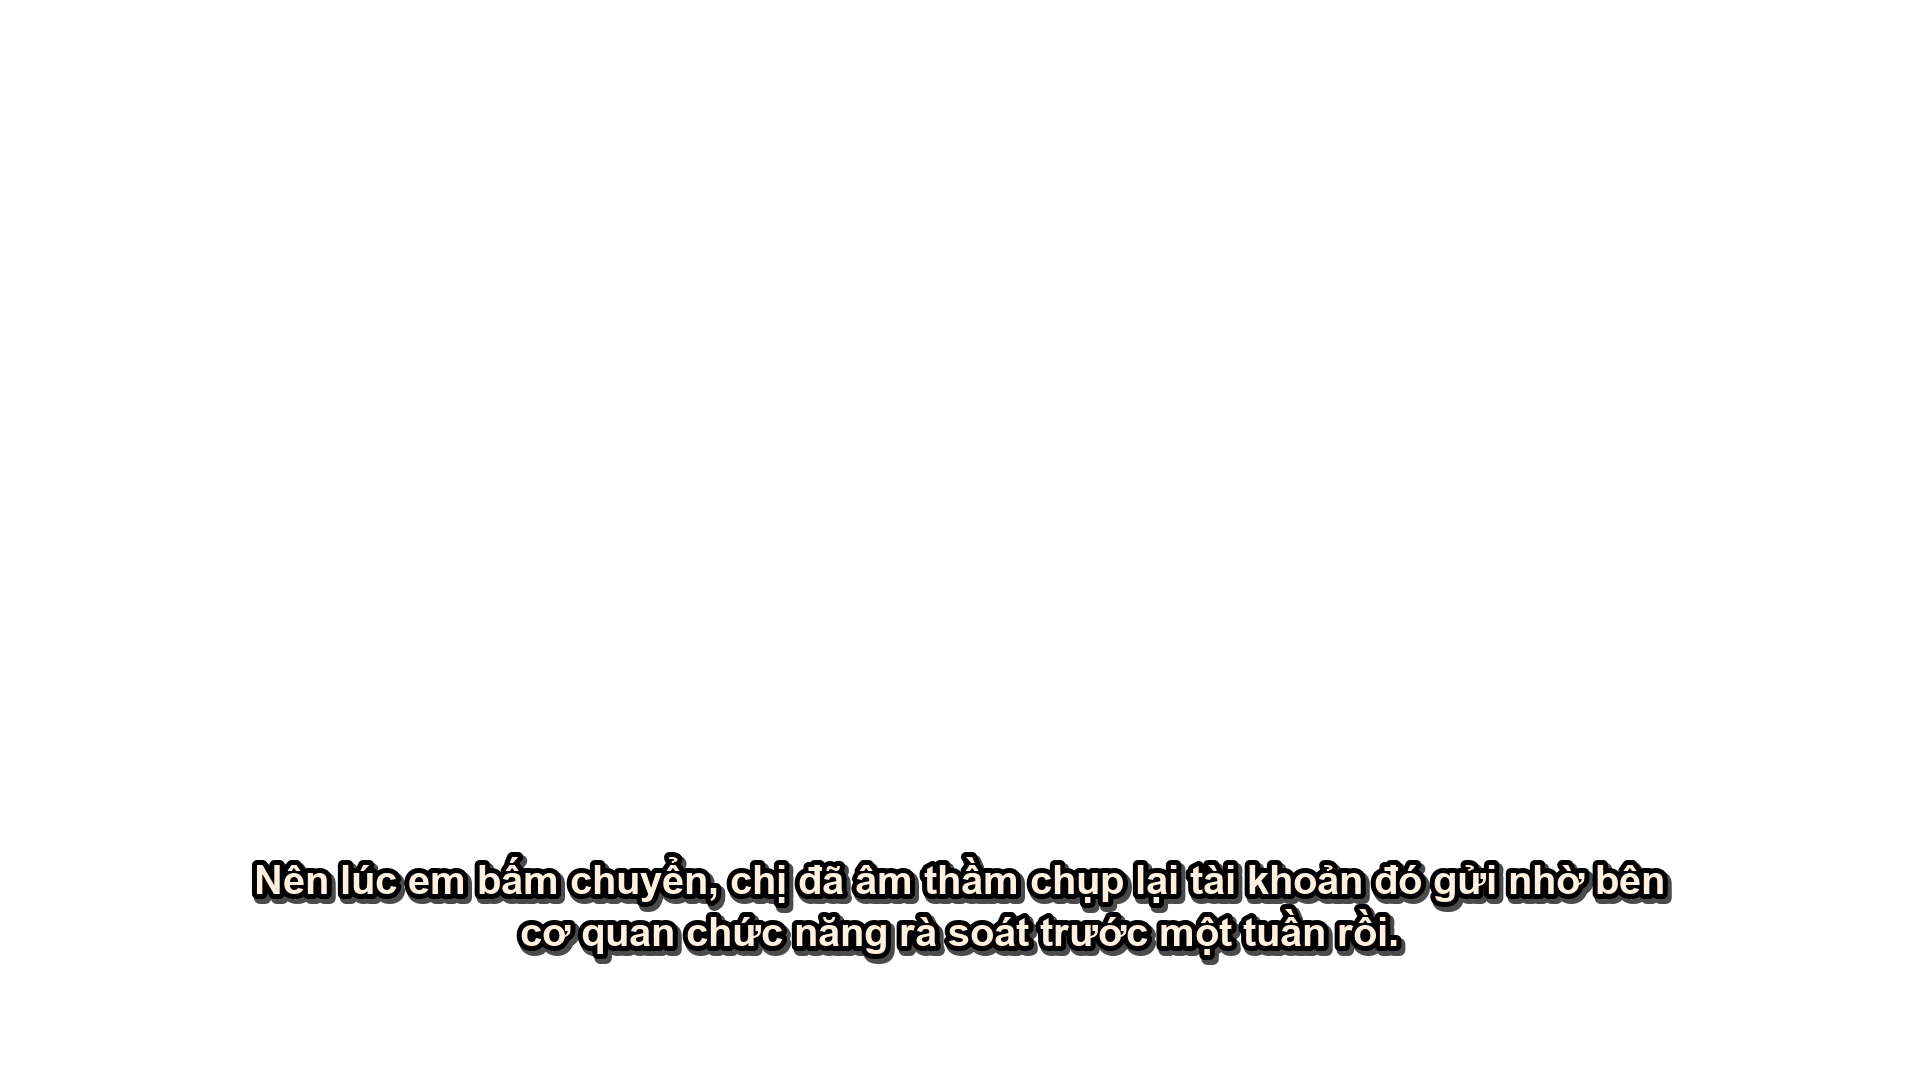 Nên lúc em bấm chuyển, chị đã âm thầm chụp lại tài khoản đó gửi nhờ bên
cơ quan chức năng rà soát trước một tuần rồi.